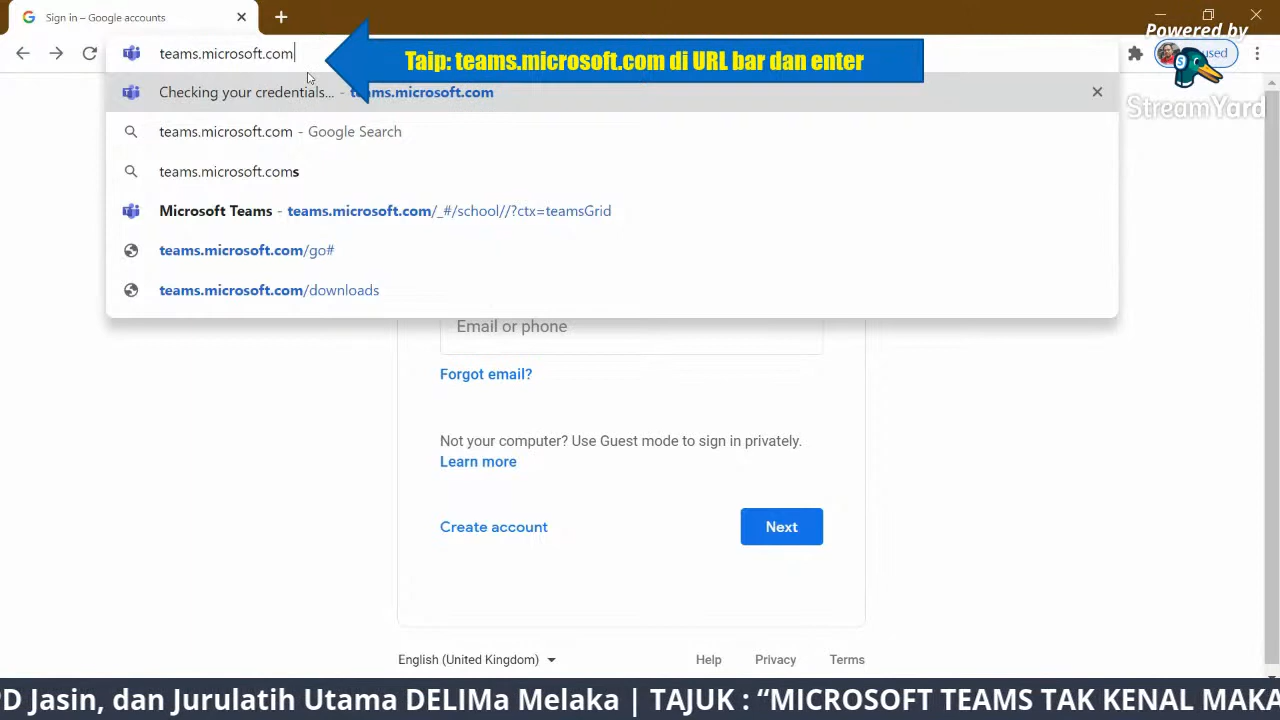 Sign in – Google accounts
Powered by
teams.microsoft.com
Taip: teams.microsoft.com di URL bar dan enter
StreamYard
Checking your credentials... - teams.microsoft.com
teams.microsoft.com - Google Search
teams.microsoft.coms
Microsoft Teams - teams.microsoft.com/_#/school//?ctx=teamsGrid
teams.microsoft.com/go#
teams.microsoft.com/downloads
Email or phone
Forgot email?
Not your computer? Use Guest mode to sign in privately.
Learn more
Create account
Next
English (United Kingdom)
Help
Privacy
Terms
PD Jasin, dan Jurulatih Utama DELIMa Melaka | TAJUK : “MICROSOFT TEAMS TAK KENAL MAKA